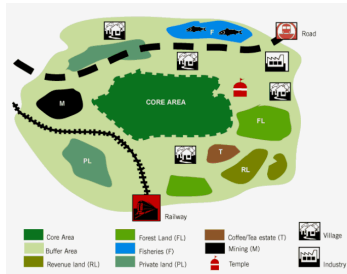 F
Road
M
CORE AREA
FL
PL
T
RL
Railway
Core Area
Buffer Area
Revenue land (RL)
Forest Land (FL)
Fisheries (F)
Private land (PL)
Coffee/Tea estate (T)
Mining (M)
Temple
Village
Industry